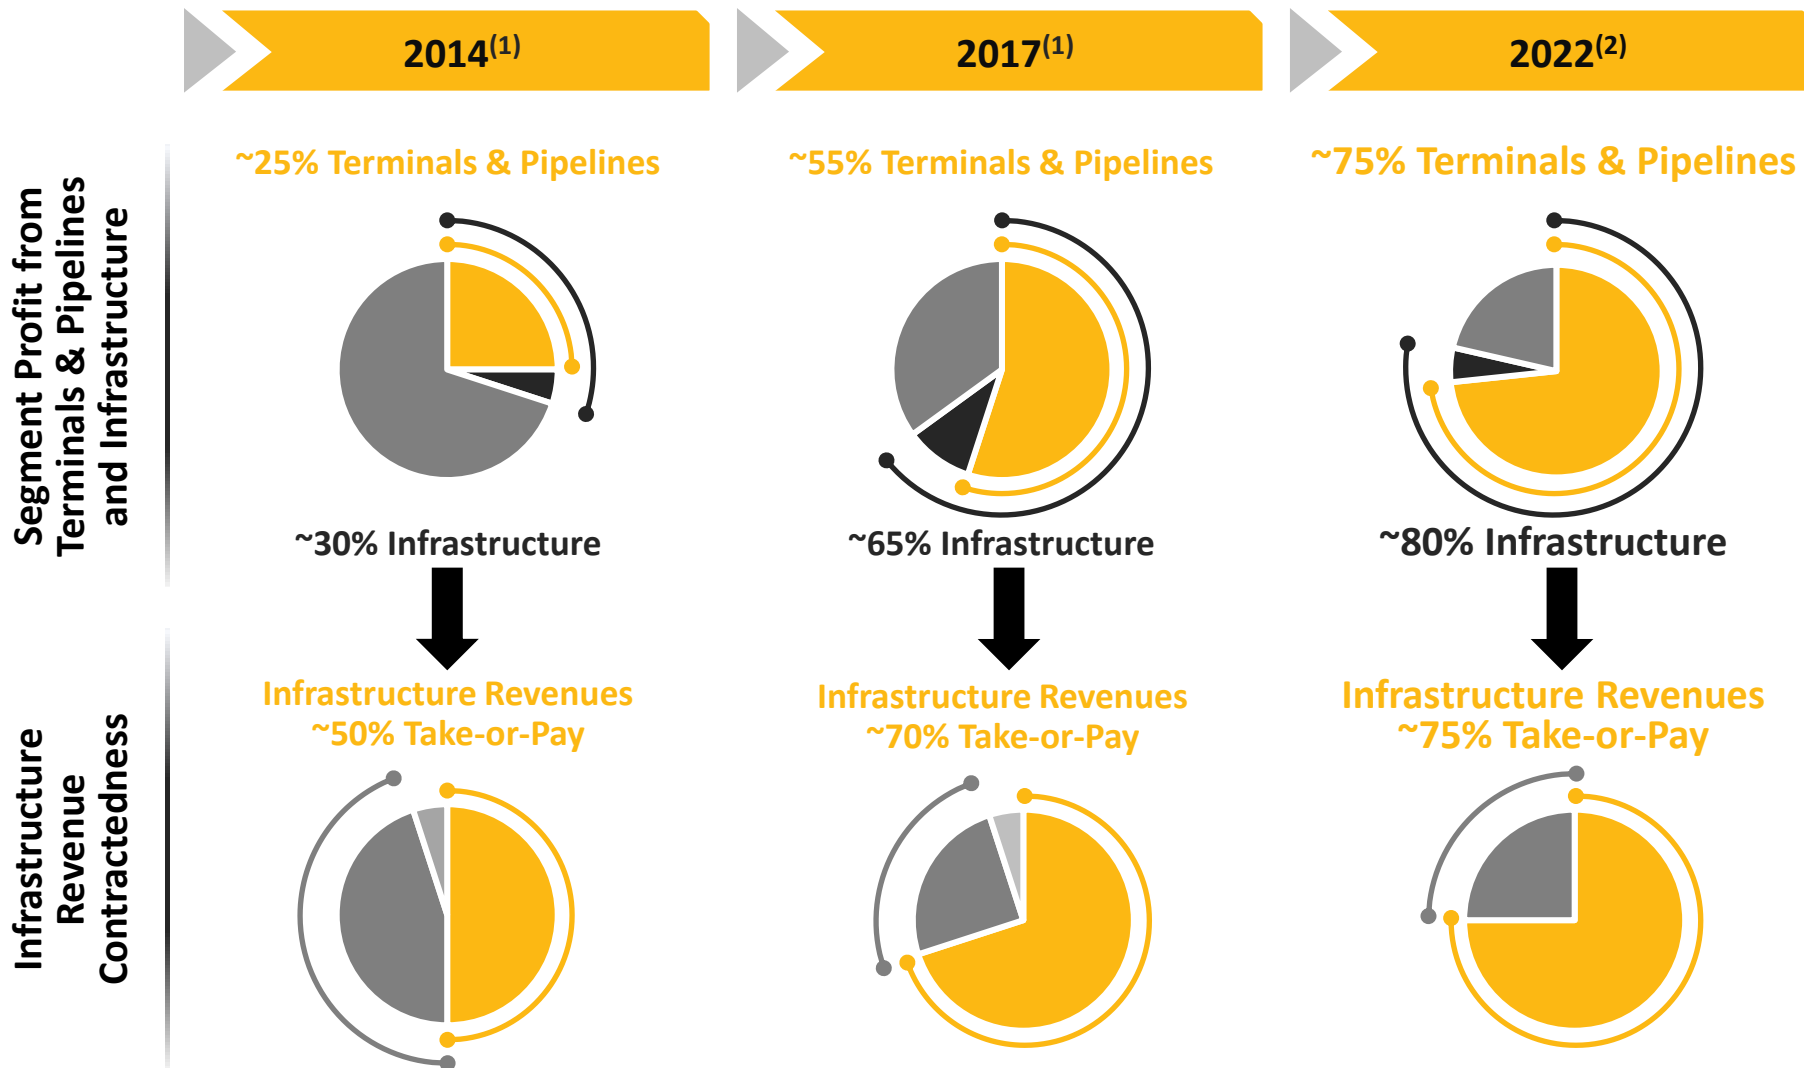 2014(1)
2017(1)
2022(2)
Segment Profit from
Terminals & Pipelines
and Infrastructure
~25% Terminals & Pipelines
~55% Terminals & Pipelines
~75% Terminals & Pipelines
~30% Infrastructure
~65% Infrastructure
~80% Infrastructure
Infrastructure
Revenue
Contractedness
Infrastructure Revenues
~50% Take-or-Pay
Infrastructure Revenues
~70% Take-or-Pay
Infrastructure Revenues
~75% Take-or-Pay